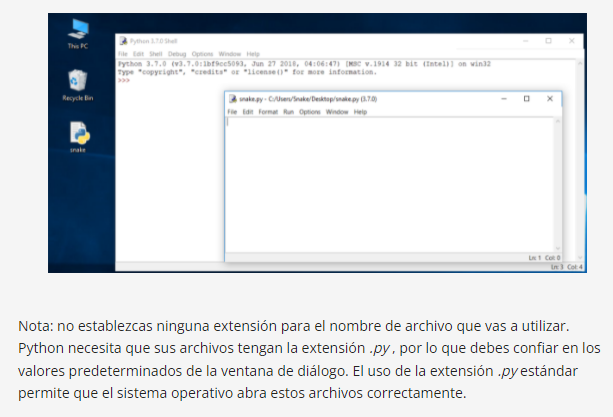 This PC
Recycle Bin
snake
Python 3.7.0 Shell
File Edit Shell Debug Options Window Help
Python 3.7.0 (v3.7.0:1bf9cc5093, Jun 27 2018, 04:06:47) [MSC v.1914 32 bit (Intel)] on win32
Type "copyright", "credits" or "license()" for more information.
>>>
snake.py - C:/Users/Snake/Desktop/snake.py (3.7.0)
File Edit Format Run Options Window Help
Ln: 1 Col: 0
Ln: 3 Col: 4
Nota: no establezcas ninguna extensión para el nombre de archivo que vas a utilizar.
Python necesita que sus archivos tengan la extensión .py, por lo que debes confiar en los
valores predeterminados de la ventana de diálogo. El uso de la extensión .py estándar
permite que el sistema operativo abra estos archivos correctamente.